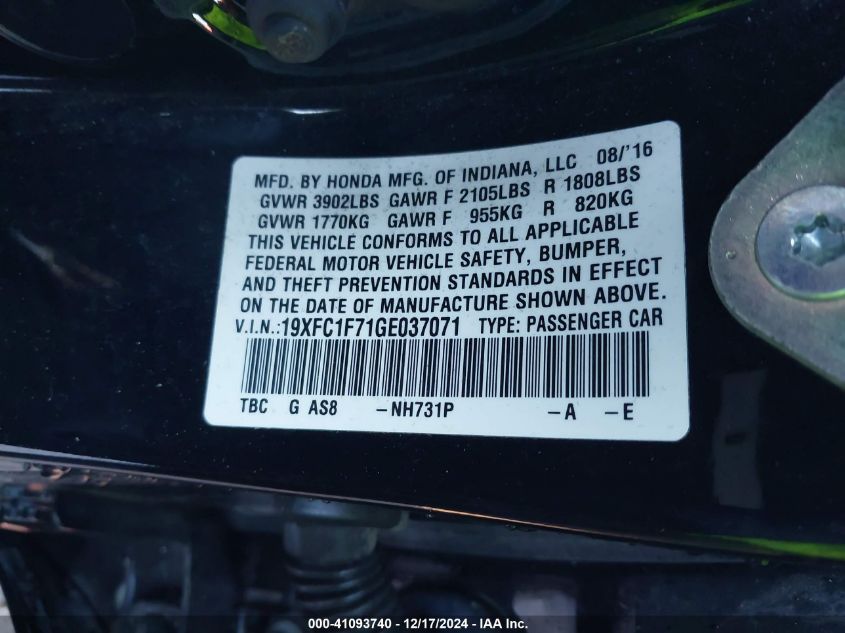 MFD. BY HONDA MFG. OF INDIANA, LLC 08/'16
GVWR 3902LBS GAWR F 2105LBS R 1808LBS
GVWR 1770KG GAWR F 955KG R 820KG
THIS VEHICLE CONFORMS TO ALL APPLICABLE
FEDERAL MOTOR VEHICLE SAFETY, BUMPER,
AND THEFT PREVENTION STANDARDS IN EFFECT
ON THE DATE OF MANUFACTURE SHOWN ABOVE.
V.I.N.:19XFC1F71GE037071 TYPE: PASSENGER CAR
TBC G AS8 -NH731P -A -E
000-41093740 - 12/17/2024 - IAA Inc.